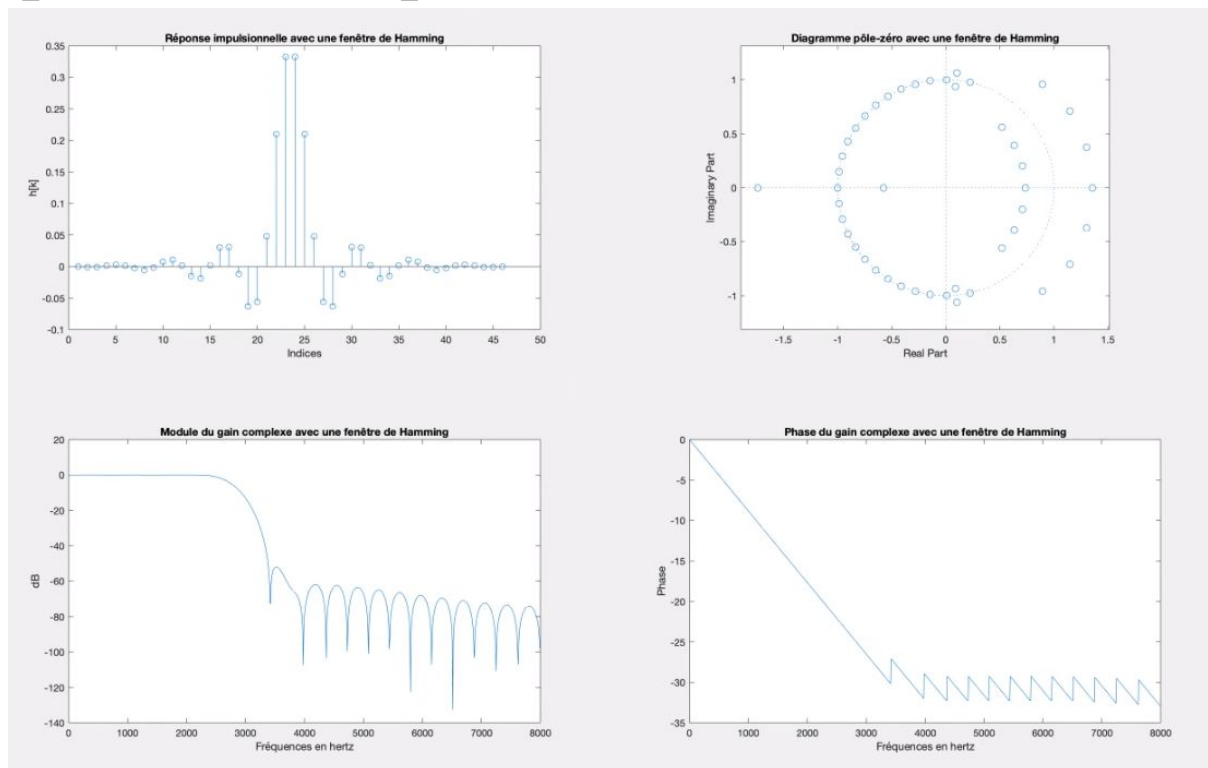 Réponse impulsionnelle avec une fenêtre de Hamming
0.35
0.3
0.25
0.2
0.15
0.1
0.05
0
-0.05
-0.1
h[k]
0 5 10 15 20 25 30 35 40 45 50
Indices
Diagramme pôle-zéro avec une fenêtre de Hamming
1
0.5
0
-0.5
-1
Imaginary Part
-1.5 -1 -0.5 0 0.5 1 1.5
Real Part
Module du gain complexe avec une fenêtre de Hamming
20
0
-20
-40
-60
-80
-100
-120
-140
dB
0 1000 2000 3000 4000 5000 6000 7000 8000
Fréquences en hertz
Phase du gain complexe avec une fenêtre de Hamming
0
-5
-10
-15
-20
-25
-30
-35
Phase
0 1000 2000 3000 4000 5000 6000 7000 8000
Fréquences en hertz